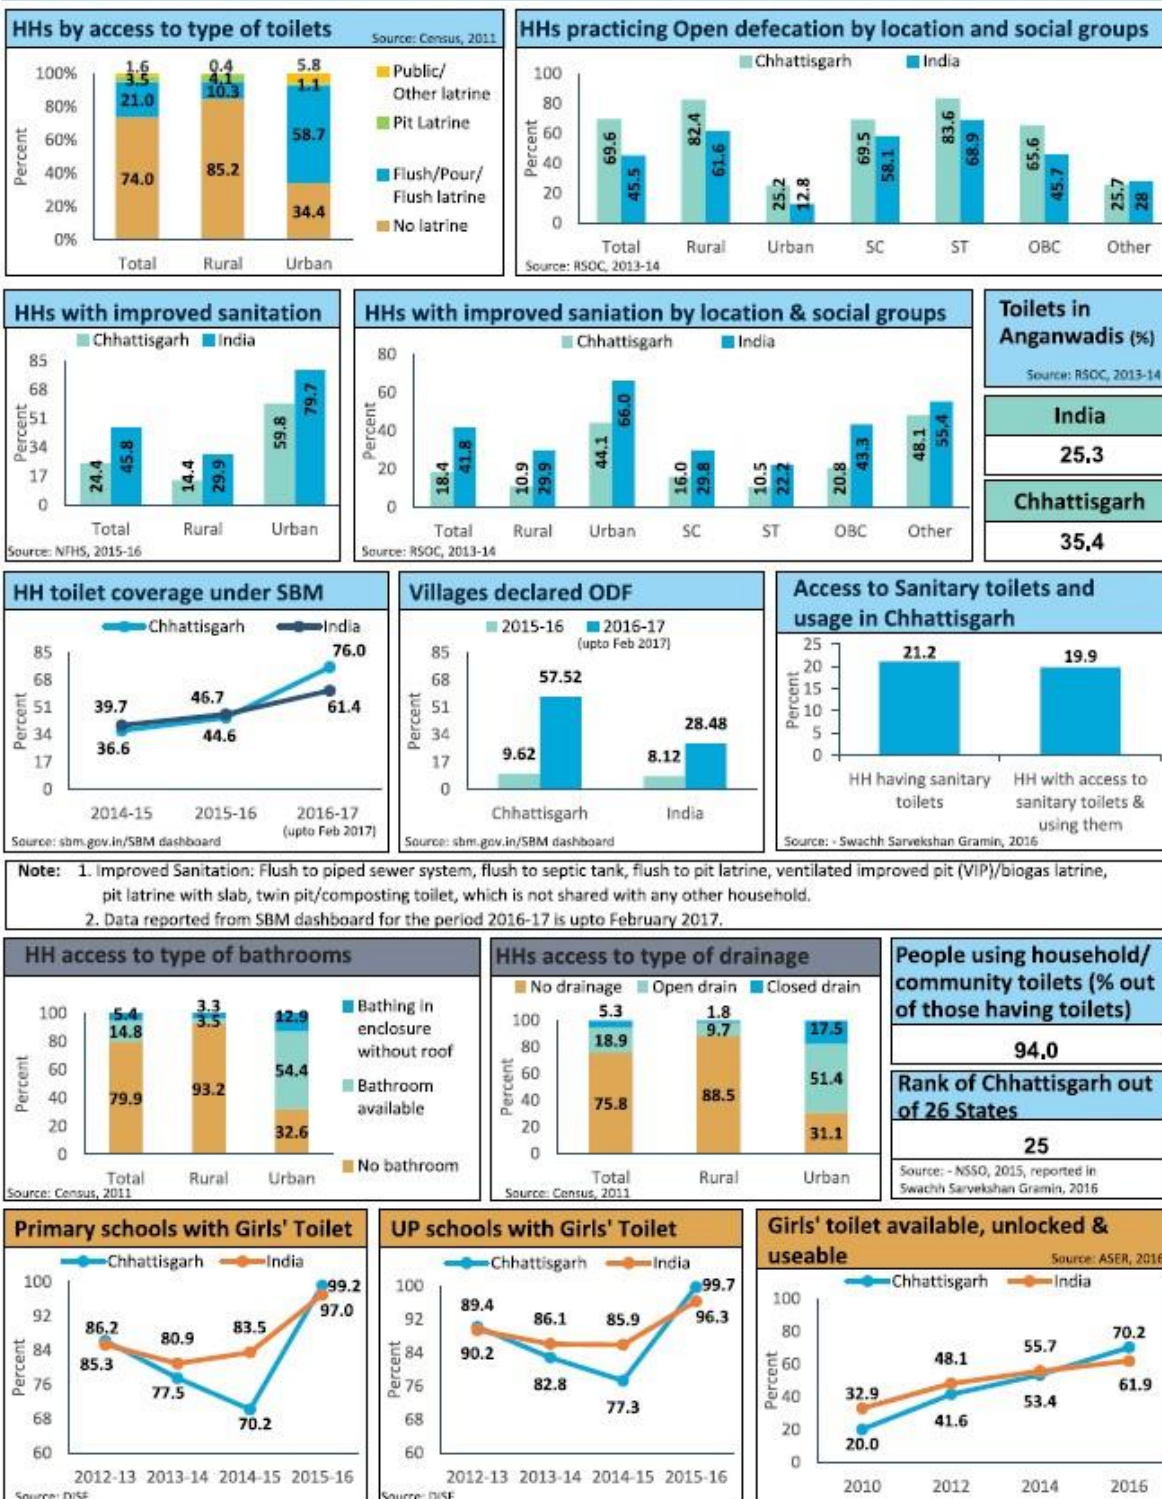 HHs by access to type of toilets
Source: Census, 2011
1.6 0.4 5.8
100%
3.5 4.1 1.1
21.0 10.3
80%
60%
58.7
40%
74.0 85.2
20%
34.4
0%
Percent
Total Rural Urban
Public/
Other latrine
Pit Latrine
Flush/Pour/
Flush latrine
No latrine
HHs practicing Open defecation by location and social groups
Chhattisgarh India
100
80
60
40
20
0
Percent
69.6 45.5 82.4 61.6 25.2 12.8 69.5 58.1 83.6 68.9 65.6 45.7 25.7 28
Total Rural Urban SC ST OBC Other
Source: RSOC, 2013-14
HHs with improved sanitation
Chhattisgarh India
85
68
51
34
17
0
Percent
24.4 45.8 14.4 29.9 59.8 79.7
Total Rural Urban
Source: NFHS, 2015-16
HHs with improved saniation by location & social groups
Chhattisgarh India
80
60
40
20
0
Percent
18.4 41.8 10.9 29.9 44.1 66.0 16.0 29.8 10.5 22.2 20.8 43.3 48.1 55.4
Total Rural Urban SC ST OBC Other
Source: RSOC, 2013-14
Toilets in
Anganwadis (%)
Source: RSOC, 2013-14
India
25.3
Chhattisgarh
35.4
HH toilet coverage under SBM
Chhattisgarh India
85
68
51
34
17
0
Percent
76.0
39.7 46.7
61.4
36.6 44.6
2014-15 2015-16 2016-17
(upto Feb 2017)
Source: sbm.gov.in/SBM dashboard
Villages declared ODF
2015-16 2016-17
(upto Feb 2017)
85
68
51
34
17
0
Percent
57.52
28.48
9.62 8.12
Chhattisgarh India
Source: sbm.gov.in/SBM dashboard
Access to Sanitary toilets and
usage in Chhattisgarh
25
20
15
10
5
0
Percent
21.2 19.9
HH having sanitary
toilets
HH with access to
sanitary toilets &
using them
Source: - Swachh Sarvekshan Gramin, 2016
Note: 1. Improved Sanitation: Flush to piped sewer system, flush to septic tank, flush to pit latrine, ventilated improved pit (VIP)/biogas latrine,
pit latrine with slab, twin pit/composting toilet, which is not shared with any other household.
2. Data reported from SBM dashboard for the period 2016-17 is upto February 2017.
HH access to type of bathrooms
100
80
60
40
20
0
Percent
5.4 3.3 12.9
14.8 3.5 54.4
79.9 93.2 32.6
Total Rural Urban
Bathing in
enclosure
without roof
Bathroom
available
No bathroom
Source: Census, 2011
HHs access to type of drainage
No drainage Open drain Closed drain
100
80
60
40
20
0
Percent
5.3 1.8 17.5
18.9 9.7 51.4
75.8 88.5 31.1
Total Rural Urban
Source: Census, 2011
People using household/
community toilets (% out
of those having toilets)
94.0
Rank of Chhattisgarh out
of 26 States
25
Source: - NSSO, 2015, reported in
Swachh Sarvekshan Gramin, 2016
Primary schools with Girls' Toilet
Chhattisgarh India
100
92
84
76
68
60
Percent
99.2
97.0
86.2 80.9 83.5
85.3 77.5 70.2
2012-13 2013-14 2014-15 2015-16
Source: DISE
UP schools with Girls' Toilet
Chhattisgarh India
100
92
84
76
68
60
Percent
99.7
96.3
89.4 86.1 85.9
90.2 82.8 77.3
2012-13 2013-14 2014-15 2015-16
Source: DISE
Girls' toilet available, unlocked &
useable
Source: ASER, 2016
Chhattisgarh India
100
80
60
40
20
0
Percent
32.9 48.1 55.7 70.2
20.0 41.6 53.4 61.9
2010 2012 2014 2016